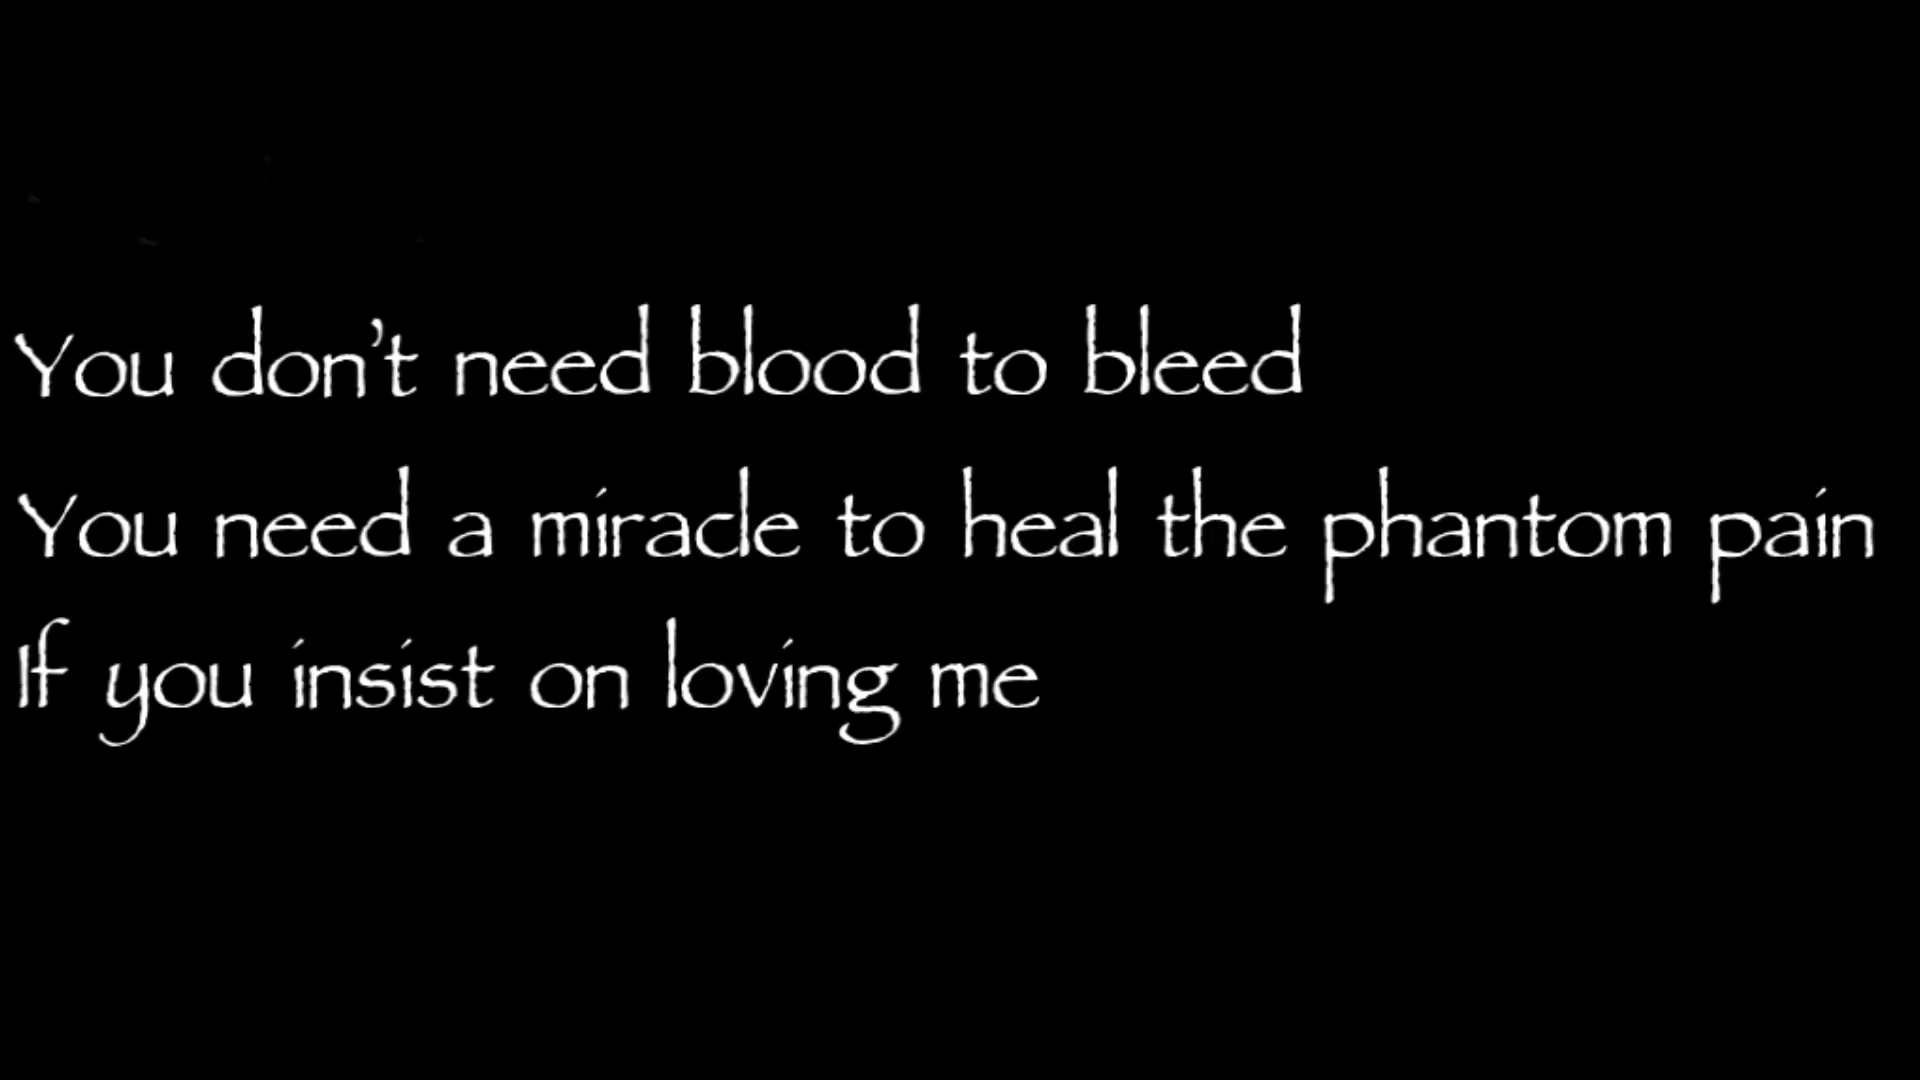 You don't need blood to bleed
You need a miracle to heal the phantom pain
If you insist on loving me